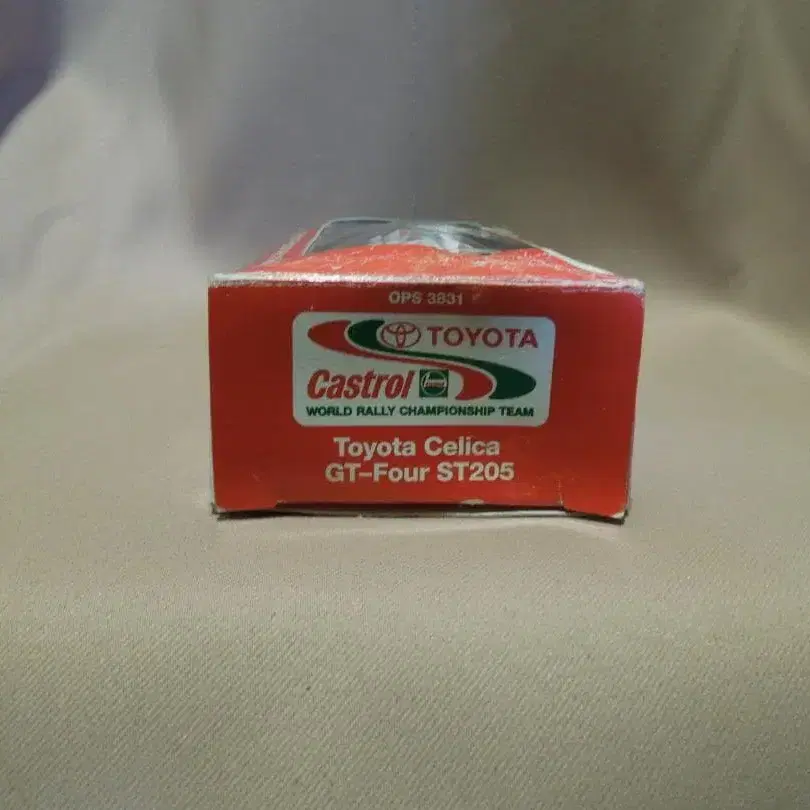 OPS 3831
TOYOTA
Castrol
WORLD RALLY CHAMPIONSHIP TEAM
Toyota Celica
GT-Four ST205